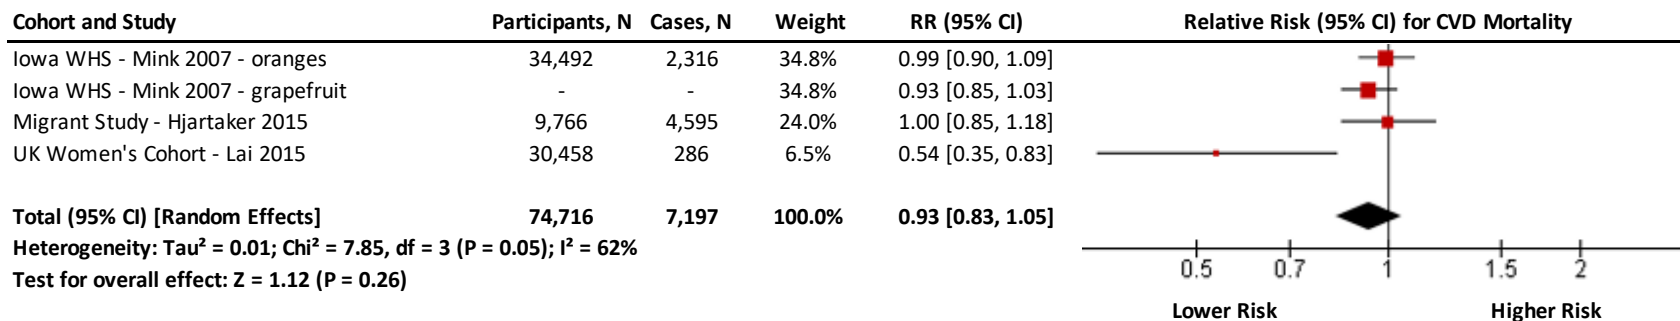 Cohort and Study Participants, N Cases, N Weight RR (95% CI) Relative Risk (95% CI) for CVD Mortality
Iowa WHS - Mink 2007 - oranges 34,492 2,316 34.8% 0.99 [0.90, 1.09]
Iowa WHS - Mink 2007 - grapefruit - - 34.8% 0.93 [0.85, 1.03]
Migrant Study - Hjartaker 2015 9,766 4,595 24.0% 1.00 [0.85, 1.18]
UK Women's Cohort - Lai 2015 30,458 286 6.5% 0.54 [0.35, 0.83]
Total (95% CI) [Random Effects] 74,716 7,197 100.0% 0.93 [0.83, 1.05]
Heterogeneity: Tau² = 0.01; Chi² = 7.85, df = 3 (P = 0.05); I² = 62%
Test for overall effect: Z = 1.12 (P = 0.26)
0.5 0.7 1 1.5 2
Lower Risk Higher Risk